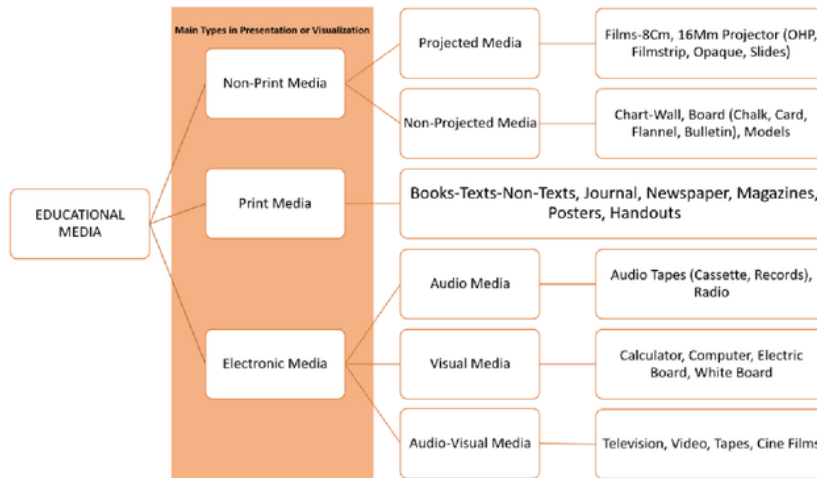 Main Types in Presentation or Visualization
Projected Media
Films-8Cm, 16Mm Projector (OHP,
Filmstrip, Opaque, Slides)
Non-Print Media
Non-Projected Media
Chart-Wall, Board (Chalk, Card,
Flannel, Bulletin), Models
EDUCATIONAL
MEDIA
Print Media
Books-Texts-Non-Texts, Journal, Newspaper, Magazines,
Posters, Handouts
Audio Media
Audio Tapes (Cassette, Records),
Radio
Electronic Media
Visual Media
Calculator, Computer, Electric
Board, White Board
Audio-Visual Media
Television, Video, Tapes, Cine Films